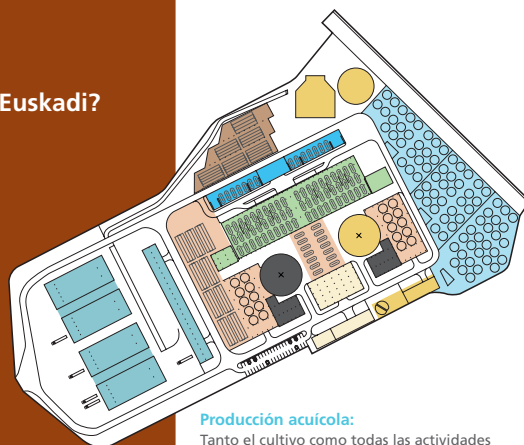 Euskadi?
Producción acuícola:
Tanto el cultivo como todas las actividades